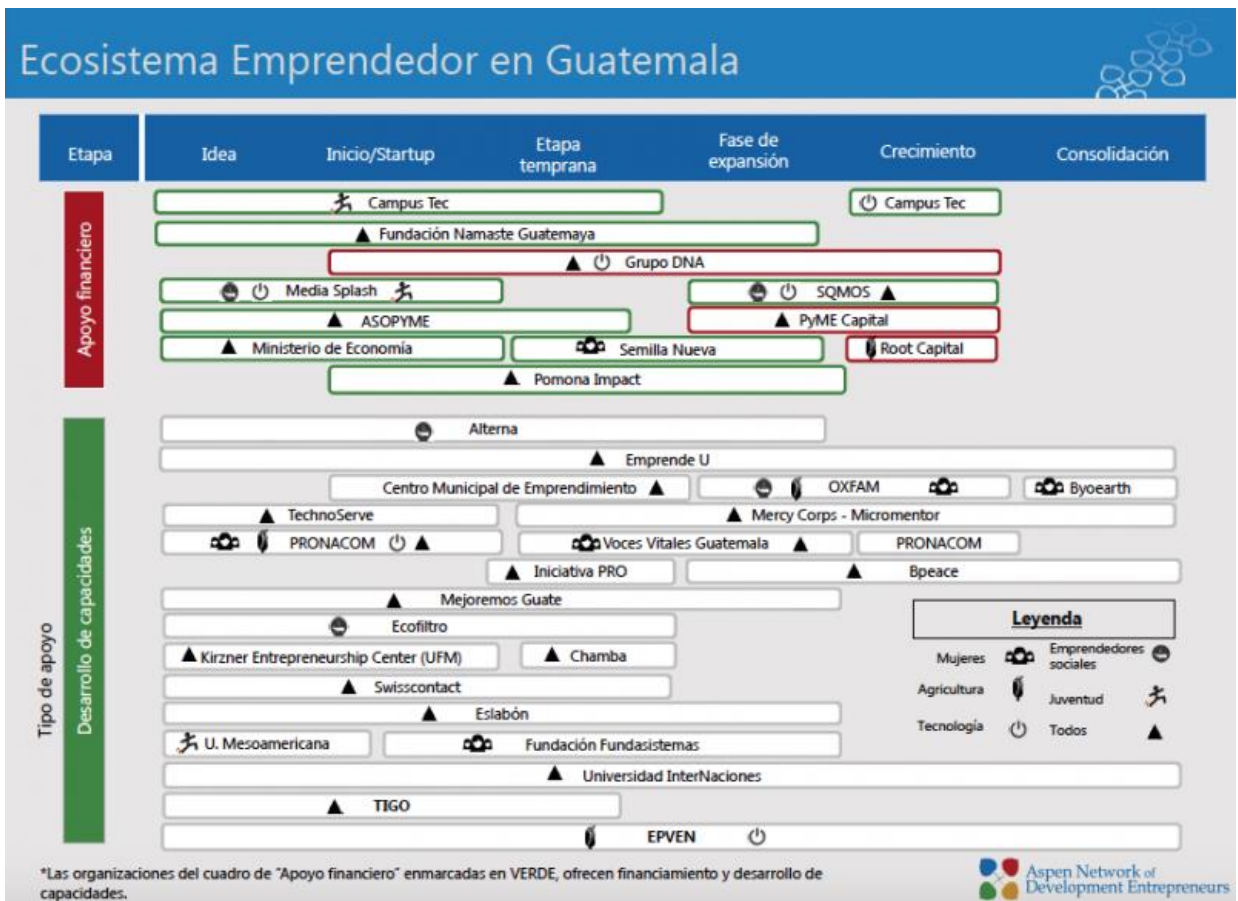 Ecosistema Emprendedor en Guatemala
Etapa
Idea
Inicio/Startup
Etapa
temprana
Fase de
expansión
Crecimiento
Consolidación
Apoyo financiero
Campus Tec
Campus Tec
Fundación Namaste Guatemaya
Grupo DNA
Media Splash
SQMOS
ASOPYME
PyME Capital
Ministerio de Economía
Semilla Nueva
Root Capital
Pomona Impact
Tipo de apoyo
Desarrollo de capacidades
Alterna
Emprende U
Centro Municipal de Emprendimiento
OXFAM
Byoearth
TechnoServe
Mercy Corps - Micromentor
PRONACOM
Voces Vitales Guatemala
PRONACOM
Iniciativa PRO
Bpeace
Mejoremos Guate
Ecofiltro
Kirzner Entrepreneurship Center (UFM)
Chamba
Swisscontact
Eslabón
U. Mesoamericana
Fundación Fundasistemas
Universidad InterNaciones
TIGO
EPVEN
Leyenda
Mujeres
Emprendedores
sociales
Agricultura
Juventud
Tecnología
Todos
*Las organizaciones del cuadro de "Apoyo financiero" enmarcadas en VERDE, ofrecen financiamiento y desarrollo de
capacidades.
Aspen Network of
Development Entrepreneurs